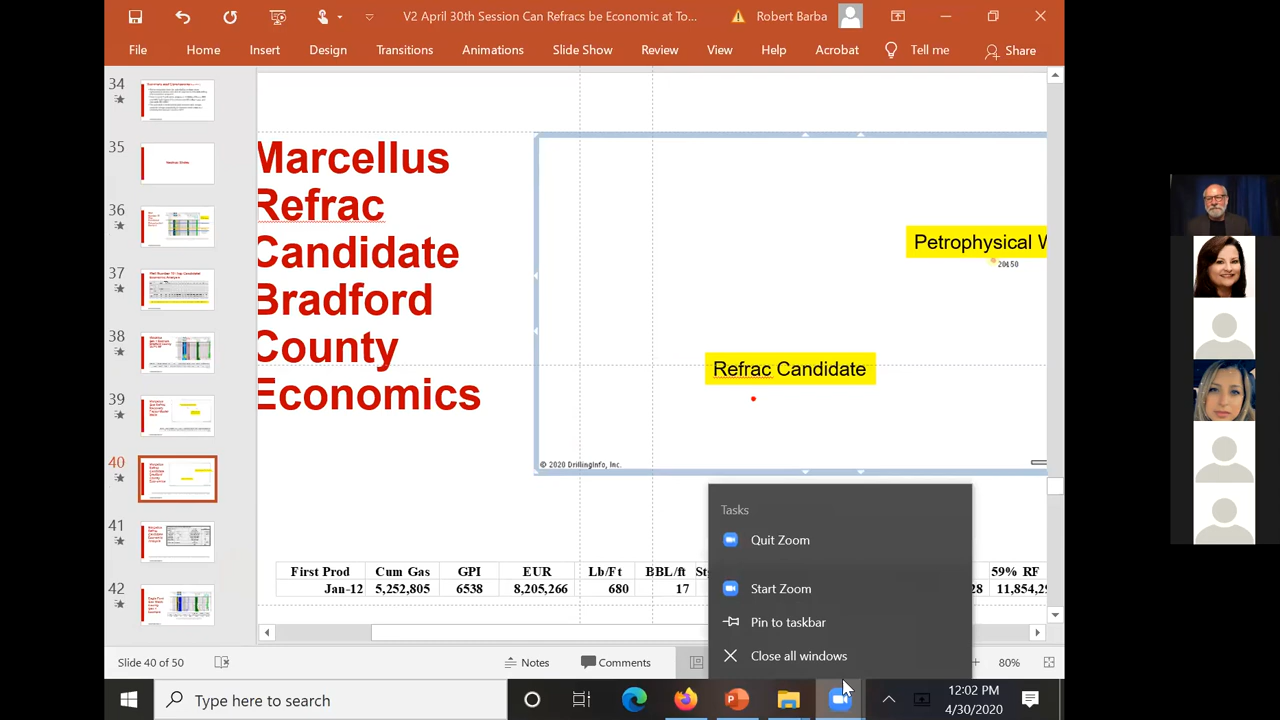 V2 April 30th Session Can Refracs be Economic at To...
Robert Barba
File Home Insert Design Transitions Animations Slide Show Review View Help Acrobat Tell me Share
34
35
36
37
38
39
40
41
42
Marcellus
Refrac
Candidate
Bradford
County
Economics
Petrophysical W
20450
Refrac Candidate
© 2020 DrillingInfo, Inc.
Tasks
Quit Zoom
Start Zoom
Pin to taskbar
Close all windows
First Prod Cum Gas GPI EUR Lb/Ft BBL/ft St 59% RF
Jan-12 5,252,805 6538 8,205,266 680 17 28 11,854,29
Slide 40 of 50 Notes Comments 80%
Type here to search
12:02 PM
4/30/2020